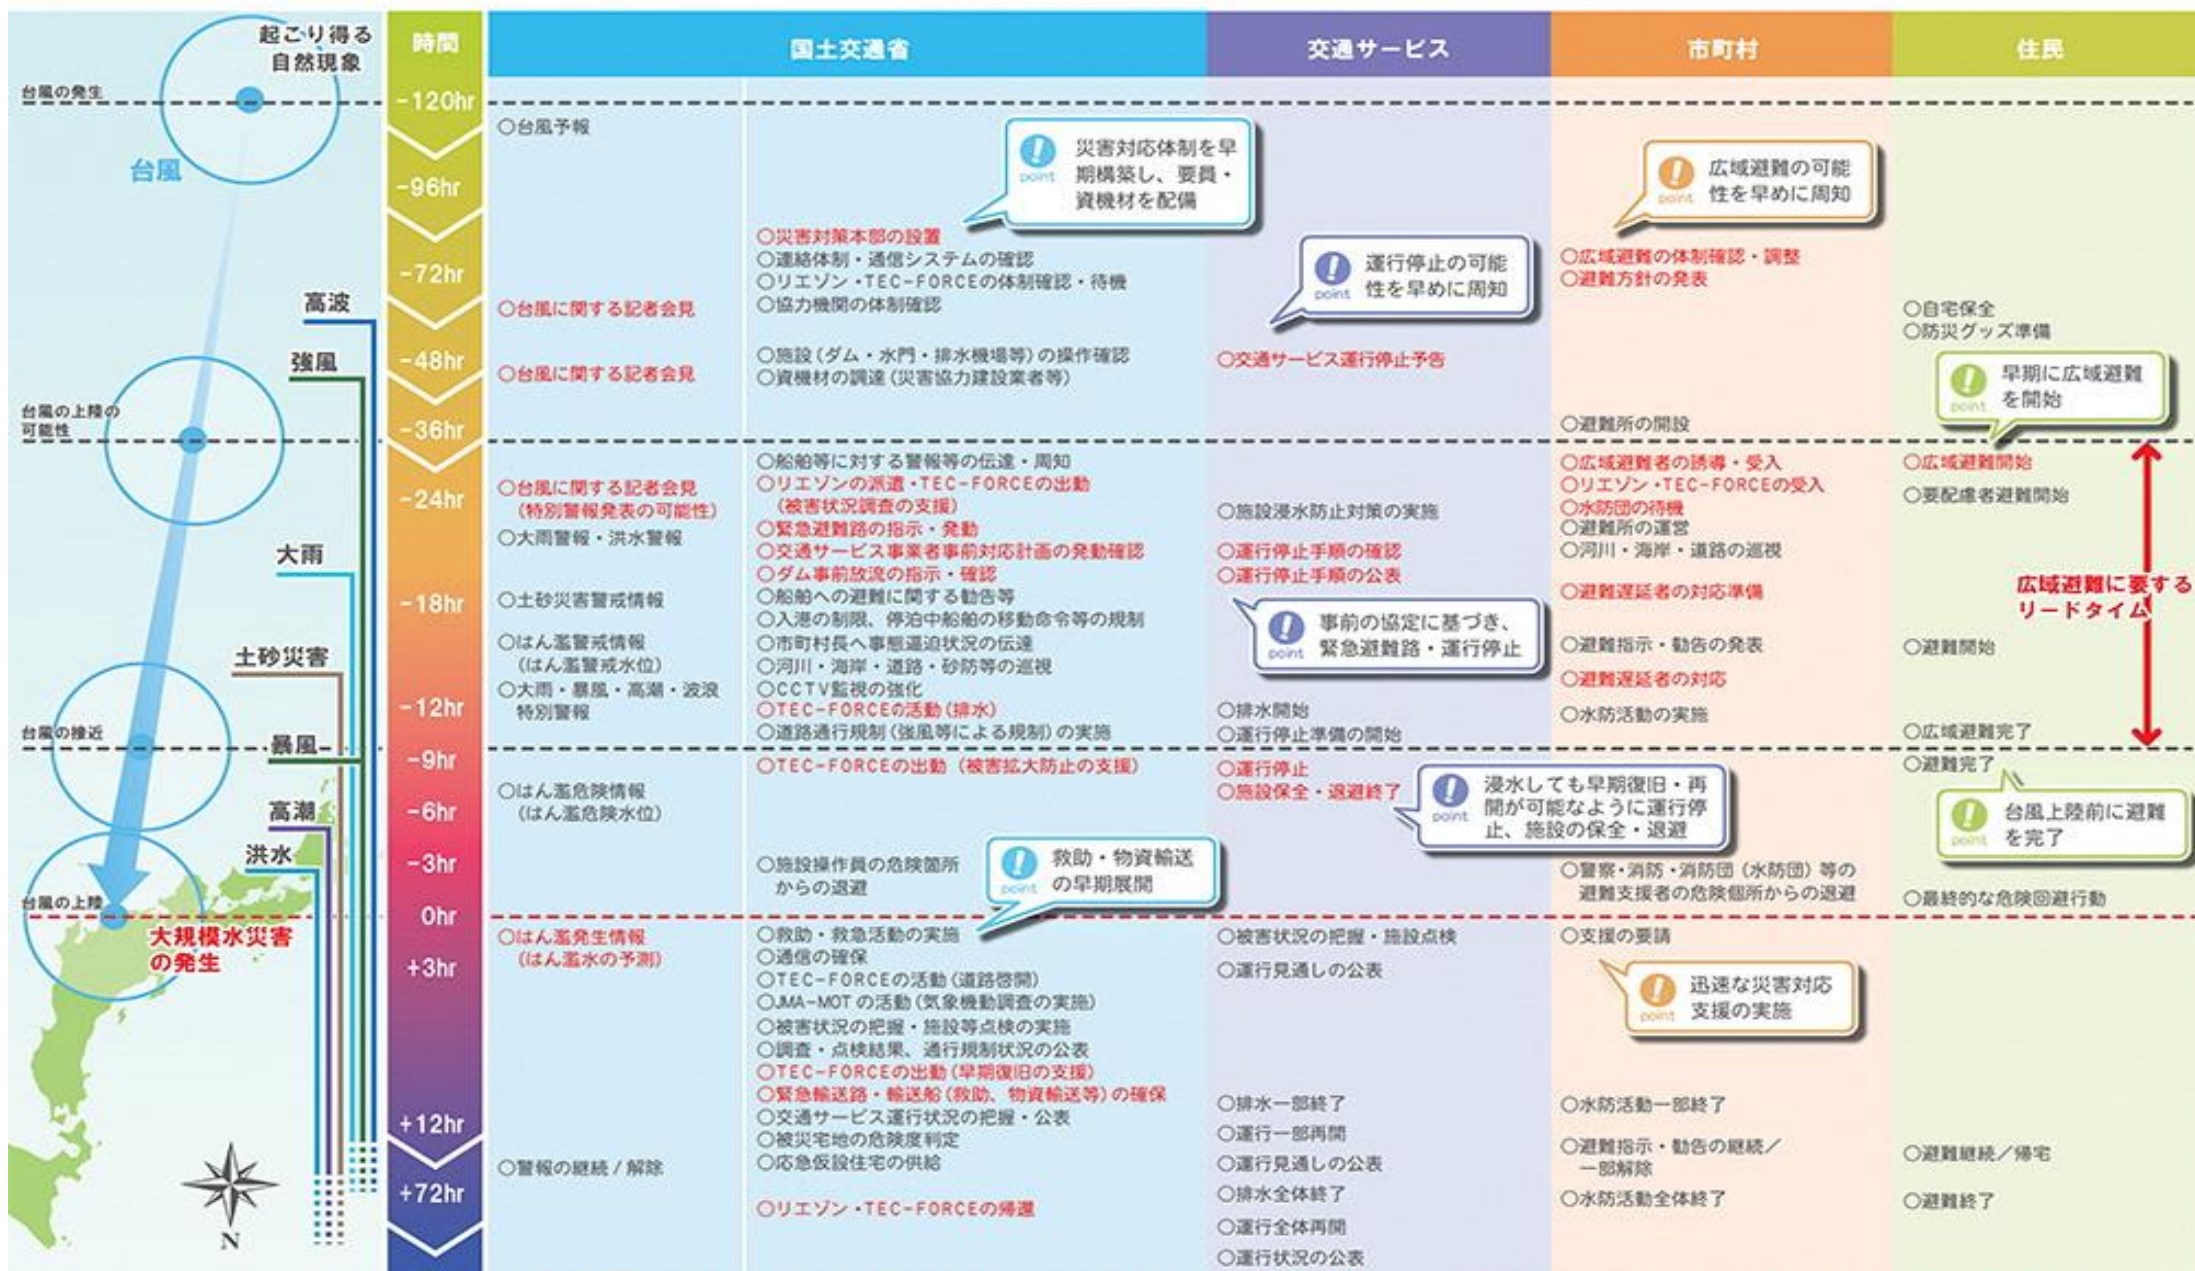 起こり得る
自然現象
時間
国土交通省
交通サービス
市町村
住民
台風の発生
台風
高波
強風
台風の上陸の
可能性
大雨
土砂災害
台風の接近
暴風
高潮
洪水
台風の上陸
大規模水災害
の発生
N
-120hr
-96hr
-72hr
-48hr
-36hr
-24hr
-18hr
-12hr
-9hr
-6hr
-3hr
0hr
+3hr
+12hr
+72hr
○台風予報
○台風に関する記者会見
○台風に関する記者会見
○台風に関する記者会見
(特別警報発表の可能性)
○大雨警報・洪水警報
○土砂災害警戒情報
○はん濫警戒情報
(はん濫警戒水位)
○大雨・暴風・高潮・波浪
特別警報
○はん濫危険情報
(はん濫危険水位)
○はん濫発生情報
(はん濫水の予測)
○警報の継続/解除
point
災害対応体制を早
期構築し、要員・
資機材を配備
○災害対策本部の設置
○連絡体制・通信システムの確認
○リエゾン・TEC-FORCEの体制確認・待機
○協力機関の体制確認
○施設(ダム・水門・排水機場等)の操作確認
○資機材の調達(災害協力建設業者等)
○船舶等に対する警報等の伝達・周知
○リエゾンの派遣・TEC-FORCEの出動
(被害状況調査の支援)
○緊急避難路の指示・発動
○交通サービス事業者事前対応計画の発動確認
○ダム事前放流の指示・確認
○船舶への避難に関する勧告等
○入港の制限、停泊中船舶の移動命令等の規制
○市町村長へ事態逼迫状況の伝達
○河川・海岸・道路・砂防等の巡視
○CCTV監視の強化
○TEC-FORCEの活動(排水)
○道路通行規制(強風等による規制)の実施
○TEC-FORCEの出動(被害拡大防止の支援)
○施設操作員の危険箇所
からの退避
point
救助・物資輸送
の早期展開
○救助・救急活動の実施
○通信の確保
○TEC-FORCEの活動(道路啓開)
○JMA-MOTの活動(気象機動調査の実施)
○被害状況の把握・施設等点検の実施
○調査・点検結果、通行規制状況の公表
○TEC-FORCEの出動(早期復旧の支援)
○緊急輸送路・輸送船(救助、物資輸送等)の確保
○交通サービス運行状況の把握・公表
○被災宅地の危険度判定
○応急仮設住宅の供給
○リエゾン・TEC-FORCEの帰還
point
運行停止の可能
性を早めに周知
○交通サービス運行停止予告
○施設浸水防止対策の実施
○運行停止手順の確認
○運行停止手順の公表
point
事前の協定に基づき、
緊急避難路・運行停止
○排水開始
○運行停止準備の開始
○運行停止
○施設保全・退避終了
point
浸水しても早期復旧・再
開が可能なように運行停
止、施設の保全・退避
○被害状況の把握・施設点検
○運行見通しの公表
○排水一部終了
○運行一部再開
○運行見通しの公表
○排水全体終了
○運行全体再開
○運行状況の公表
point
広域避難の可能
性を早めに周知
○広域避難の体制確認・調整
○避難方針の発表
○避難所の開設
○広域避難者の誘導・受入
○リエゾン・TEC-FORCEの受入
○水防団の待機
○避難所の運営
○河川・海岸・道路の巡視
○避難遅延者の対応準備
○避難指示・勧告の発表
○避難遅延者の対応
○水防活動の実施
○警察・消防・消防団(水防団)等の
避難支援者の危険個所からの退避
○支援の要請
point
迅速な災害対応
支援の実施
○水防活動一部終了
○避難指示・勧告の継続/
一部解除
○水防活動全体終了
○自宅保全
○防災グッズ準備
point
早期に広域避難
を開始
○広域避難開始
○要配慮者避難開始
広域避難に要する
リードタイム
○避難開始
○広域避難完了
○避難完了
point
台風上陸前に避難
を完了
○最終的な危険回避行動
○避難継続/帰宅
○避難終了